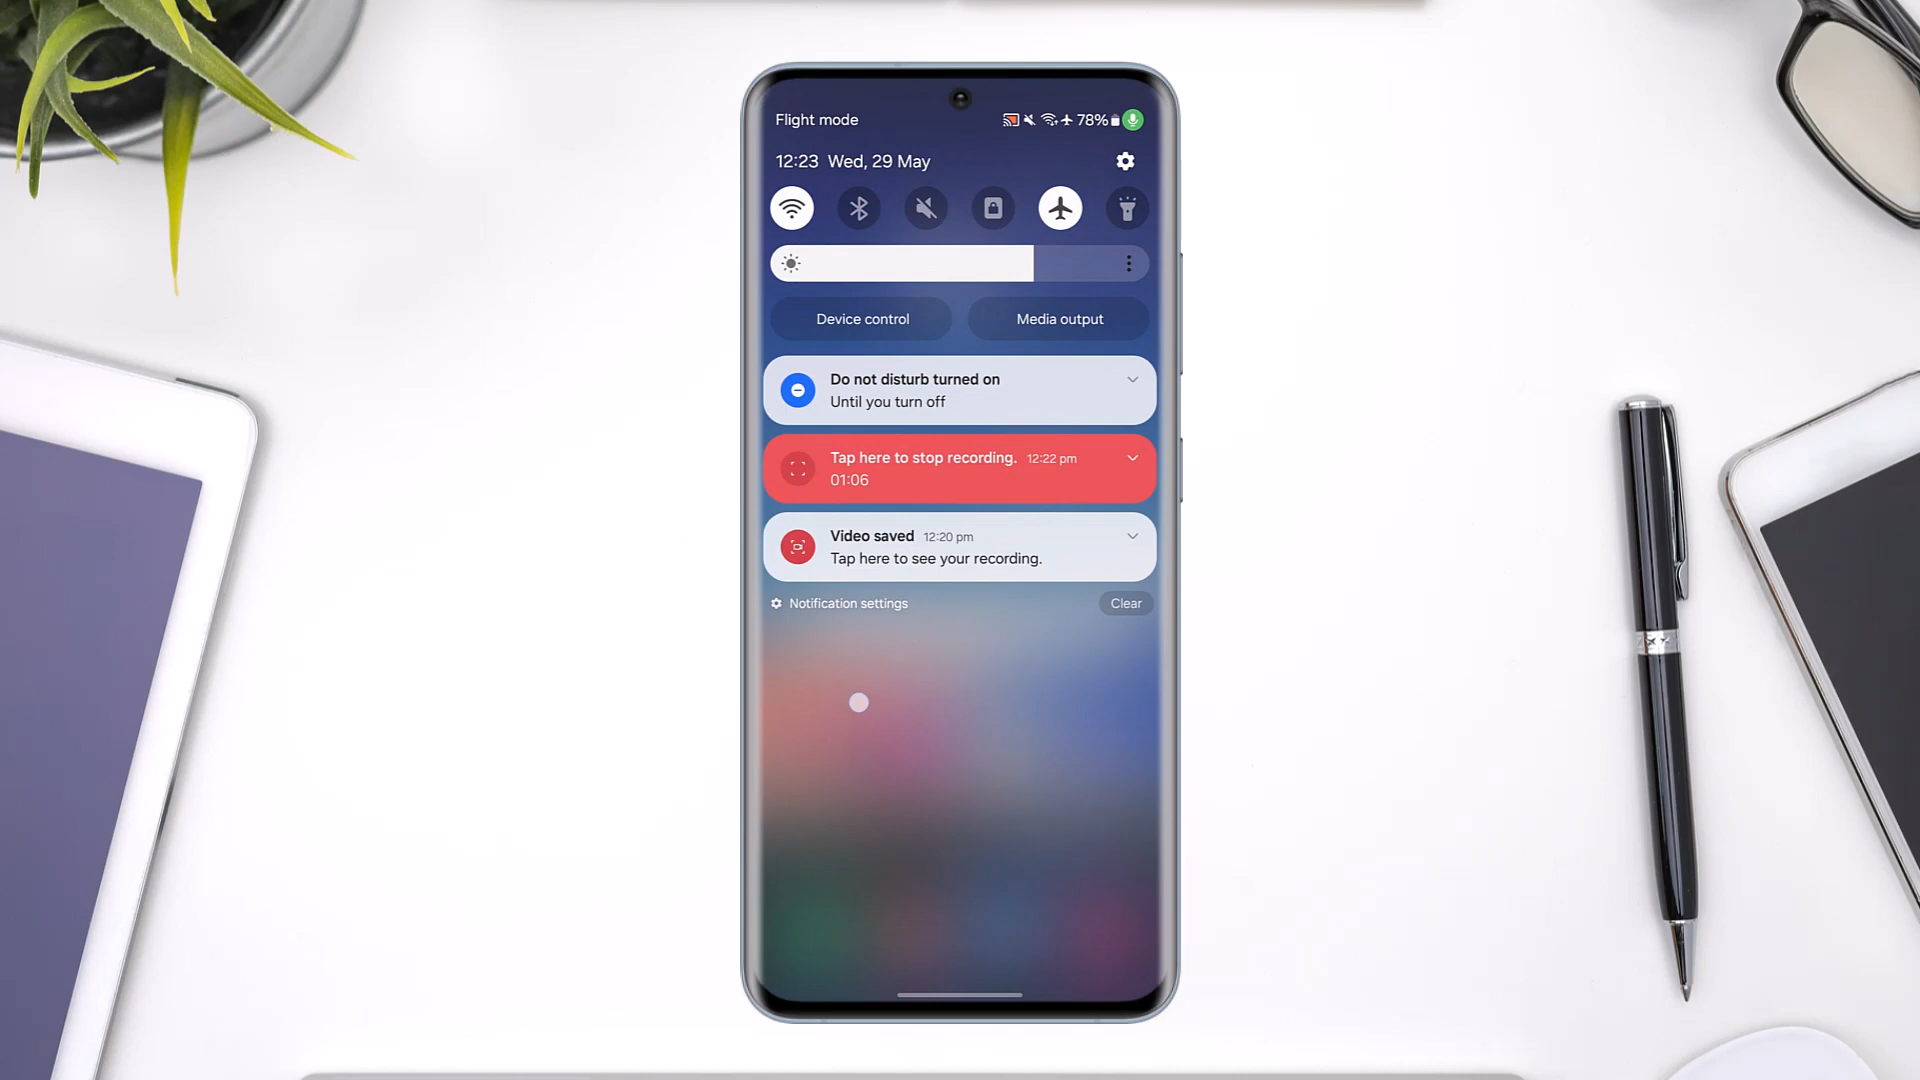 Flight mode
78%
12:23 Wed, 29 May
Device control
Media output
Do not disturb turned on
Until you turn off
Tap here to stop recording. 12:22 pm
01:06
Video saved 12:20 pm
Tap here to see your recording.
Notification settings
Clear